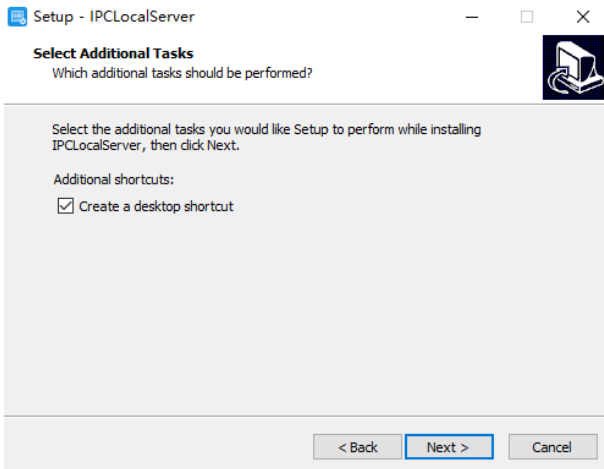 Setup - IPCLocalServer
Select Additional Tasks
Which additional tasks should be performed?
Select the additional tasks you would like Setup to perform while installing
IPCLocalServer, then click Next.
Additional shortcuts:
Create a desktop shortcut
< Back Next > Cancel